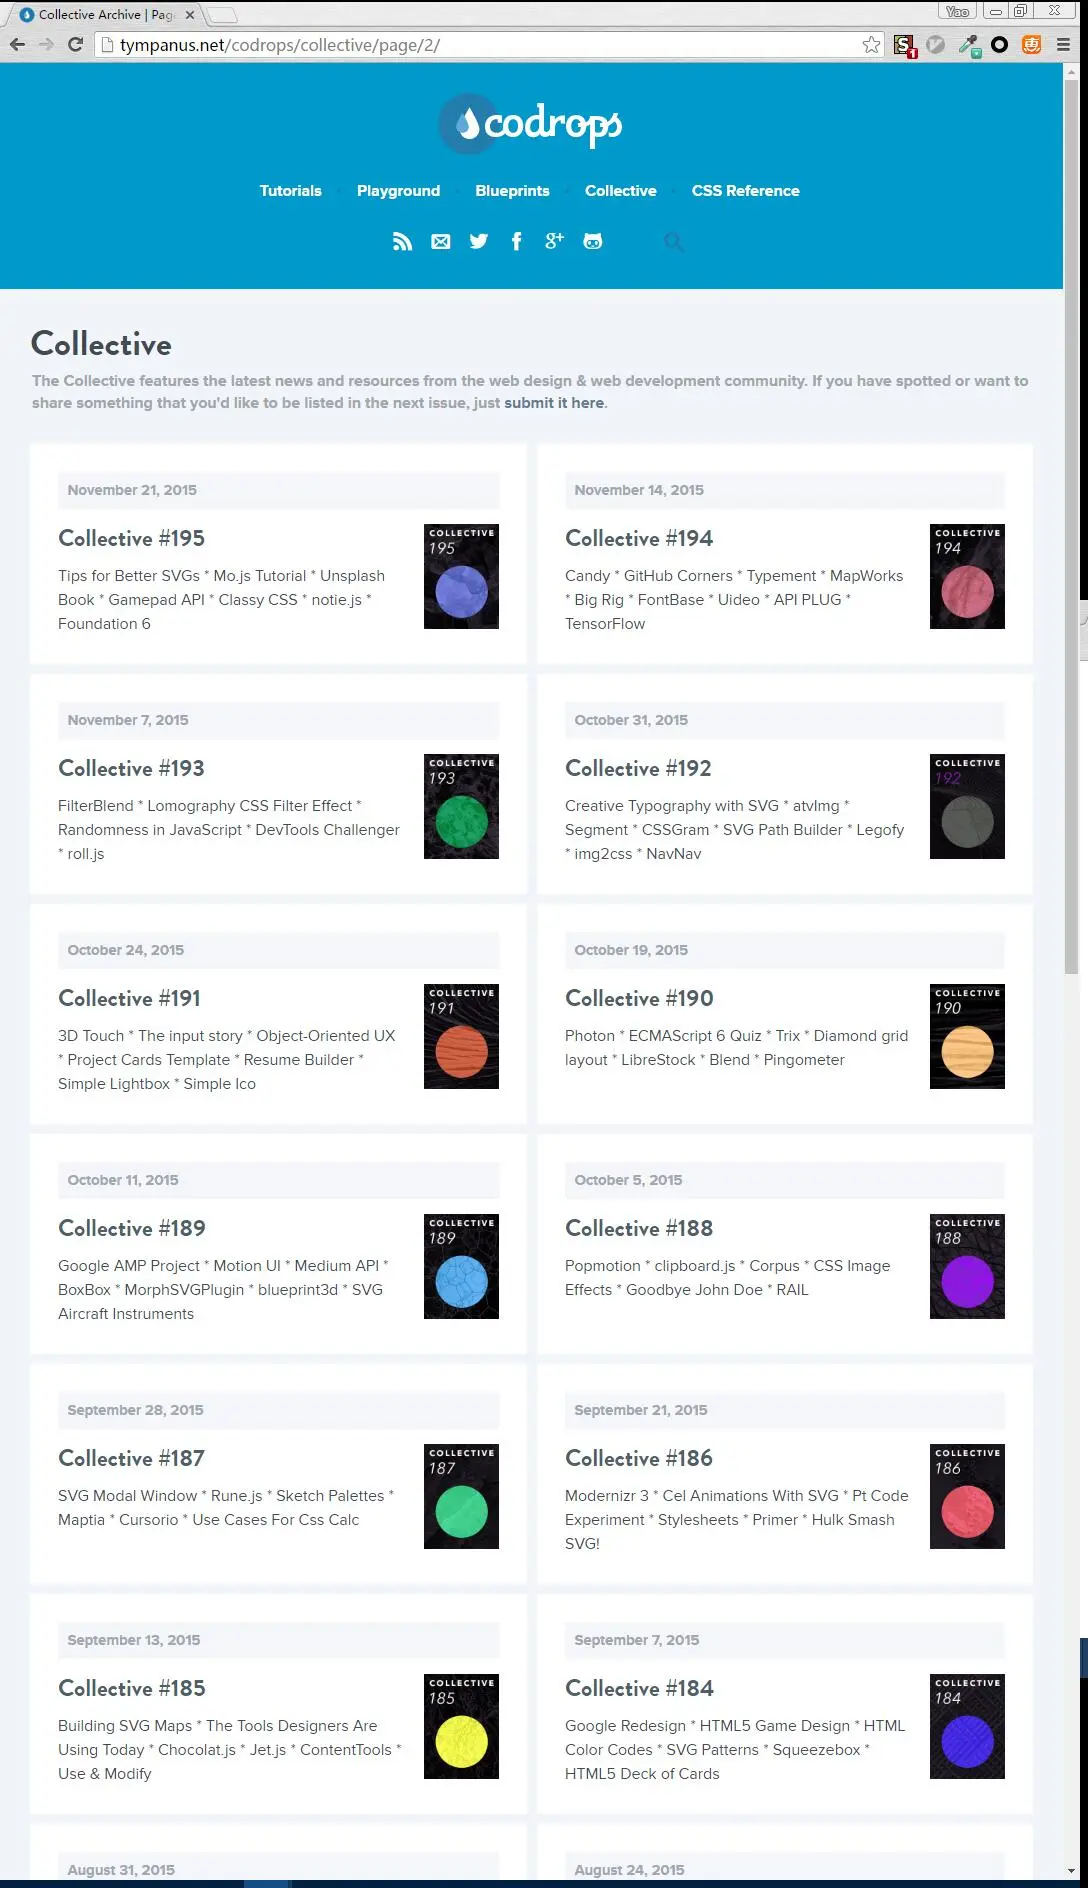 Collective Archive | Pag
Yao
tympanus.net/codrops/collective/page/2/
codrops
Tutorials
Playground
Blueprints
Collective
CSS Reference
Collective
The Collective features the latest news and resources from the web design & web development community. If you have spotted or want to
share something that you'd like to be listed in the next issue, just submit it here.
November 21, 2015
Collective #195
Tips for Better SVGs * Mo.js Tutorial * Unsplash
Book * Gamepad API * Classy CSS * notie.js *
Foundation 6
COLLECTIVE
195
November 14, 2015
Collective #194
Candy * GitHub Corners * Typement * MapWorks
* Big Rig * FontBase * Uideo * API PLUG *
TensorFlow
COLLECTIVE
194
November 7, 2015
Collective #193
FilterBlend * Lomography CSS Filter Effect *
Randomness in JavaScript * DevTools Challenger
* roll.js
COLLECTIVE
193
October 31, 2015
Collective #192
Creative Typography with SVG * atvImg *
Segment * CSSGram * SVG Path Builder * Legofy
* img2css * NavNav
COLLECTIVE
192
October 24, 2015
Collective #191
3D Touch * The input story * Object-Oriented UX
* Project Cards Template * Resume Builder *
Simple Lightbox * Simple Ico
COLLECTIVE
191
October 19, 2015
Collective #190
Photon * ECMAScript 6 Quiz * Trix * Diamond grid
layout * LibreStock * Blend * Pingometer
COLLECTIVE
190
October 11, 2015
Collective #189
Google AMP Project * Motion UI * Medium API *
BoxBox * MorphSVGPlugin * blueprint3d * SVG
Aircraft Instruments
COLLECTIVE
189
October 5, 2015
Collective #188
Popmotion * clipboard.js * Corpus * CSS Image
Effects * Goodbye John Doe * RAIL
COLLECTIVE
188
September 28, 2015
Collective #187
SVG Modal Window * Rune.js * Sketch Palettes *
Maptia * Cursorio * Use Cases For Css Calc
COLLECTIVE
187
September 21, 2015
Collective #186
Modernizr 3 * Cel Animations With SVG * Pt Code
Experiment * Stylesheets * Primer * Hulk Smash
SVG!
COLLECTIVE
186
September 13, 2015
Collective #185
Building SVG Maps * The Tools Designers Are
Using Today * Chocolat.js * Jet.js * ContentTools *
Use & Modify
COLLECTIVE
185
September 7, 2015
Collective #184
Google Redesign * HTML5 Game Design * HTML
Color Codes * SVG Patterns * Squeezebox *
HTML5 Deck of Cards
COLLECTIVE
184
August 31, 2015
August 24, 2015